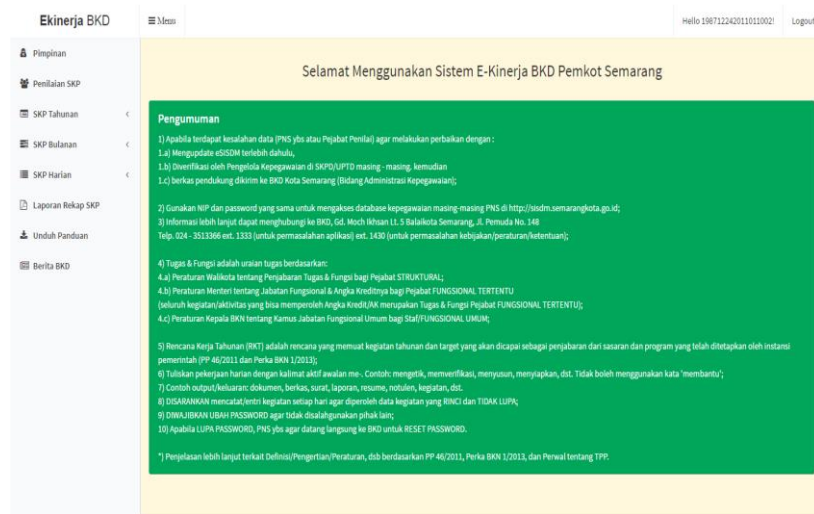 Ekinerja BKD
Menu
Hello 198712242011011002!
Logout
Pimpinan
Penilaian SKP
SKP Tahunan
SKP Bulanan
SKP Harian
Laporan Rekap SKP
Unduh Panduan
Berita BKD
Selamat Menggunakan Sistem E-Kinerja BKD Pemkot Semarang
Pengumuman
1) Apabila terdapat kesalahan data (PNS ybs atau Pejabat Penilai) agar melakukan perbaikan dengan :
1.a) Mengupdate eSISDM terlebih dahulu,
1.b) Diverifikasi oleh Pengelola Kepegawaian di SKPD/UPTD masing - masing. kemudian
1.c) berkas pendukung dikirim ke BKD Kota Semarang (Bidang Administrasi Kepegawaian);
2) Gunakan NIP dan password yang sama untuk mengakses database kepegawaian masing-masing PNS di http://sisdm.semarangkota.go.id;
3) Informasi lebih lanjut dapat menghubungi ke BKD, Gd. Moch Ikhsan Lt. 5 Balaikota Semarang, Jl. Pemuda No. 148
Telp. 024 - 3513366 ext. 1333 (untuk permasalahan aplikasi) ext. 1430 (untuk permasalahan kebijakan/peraturan/ketentuan);
4) Tugas & Fungsi adalah uraian tugas berdasarkan:
4.a) Peraturan Walikota tentang Penjabaran Tugas & Fungsi bagi Pejabat STRUKTURAL;
4.b) Peraturan Menteri tentang Jabatan Fungsional & Angka Kreditnya bagi Pejabat FUNGSIONAL TERTENTU
(seluruh kegiatan/aktivitas yang bisa memperoleh Angka Kredit/AK merupakan Tugas & Fungsi Pejabat FUNGSIONAL TERTENTU);
4.c) Peraturan Kepala BKN tentang Kamus Jabatan Fungsional Umum bagi Staf/FUNGSIONAL UMUM;
5) Rencana Kerja Tahunan (RKT) adalah rencana yang memuat kegiatan tahunan dan target yang akan dicapai sebagai penjabaran dari sasaran dan program yang telah ditetapkan oleh instansi
pemerintah (PP 46/2011 dan Perka BKN 1/2013);
6) Tuliskan pekerjaan harian dengan kalimat aktif awalan me-. Contoh: mengetik, memverifikasi, menyusun, menyiapkan, dst. Tidak boleh menggunakan kata 'membantu';
7) Contoh output/keluaran: dokumen, berkas, surat, laporan, resume, notulen, kegiatan, dst.
8) DISARANKAN mencatat/entri kegiatan setiap hari agar diperoleh data kegiatan yang RINCI dan TIDAK LUPA;
9) DIWAJIBKAN UBAH PASSWORD agar tidak disalahgunakan pihak lain;
10) Apabila LUPA PASSWORD, PNS ybs agar datang langsung ke BKD untuk RESET PASSWORD.
*) Penjelasan lebih lanjut terkait Definisi/Pengertian/Peraturan, dsb berdasarkan PP 46/2011, Perka BKN 1/2013, dan Perwal tentang TPP.